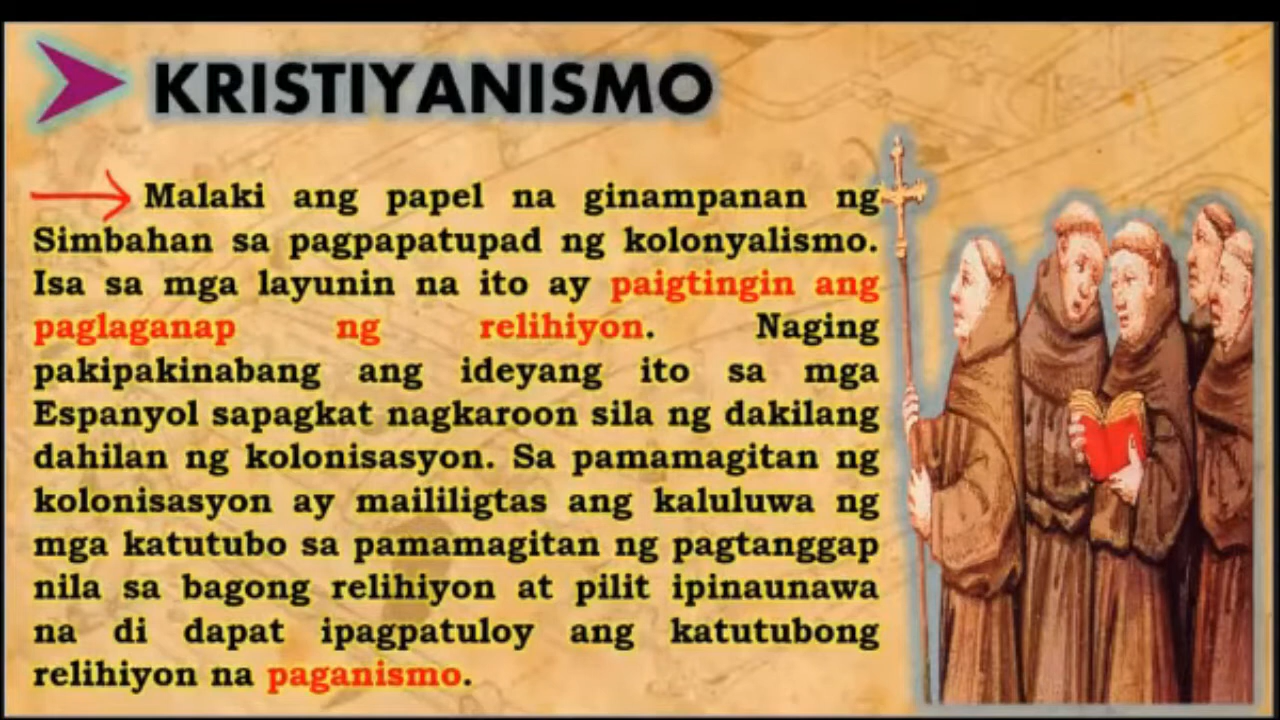 KRISTIYANISMO
Malaki ang papel na ginampanan ng
Simbahan sa pagpapatupad ng kolonyalismo.
Isa sa mga layunin na ito ay paigtingin ang
paglaganap ng relihiyon. Naging
pakipakinabang ang ideyang ito sa mga
Espanyol sapagkat nagkaroon sila ng dakilang
dahilan ng kolonisasyon. Sa pamamagitan ng
kolonisasyon ay maililigtas ang kaluluwa ng
mga katutubo sa pamamagitan ng pagtanggap
nila sa bagong relihiyon at pilit ipinaunawa
na di dapat ipagpatuloy ang katutubong
relihiyon na paganismo.